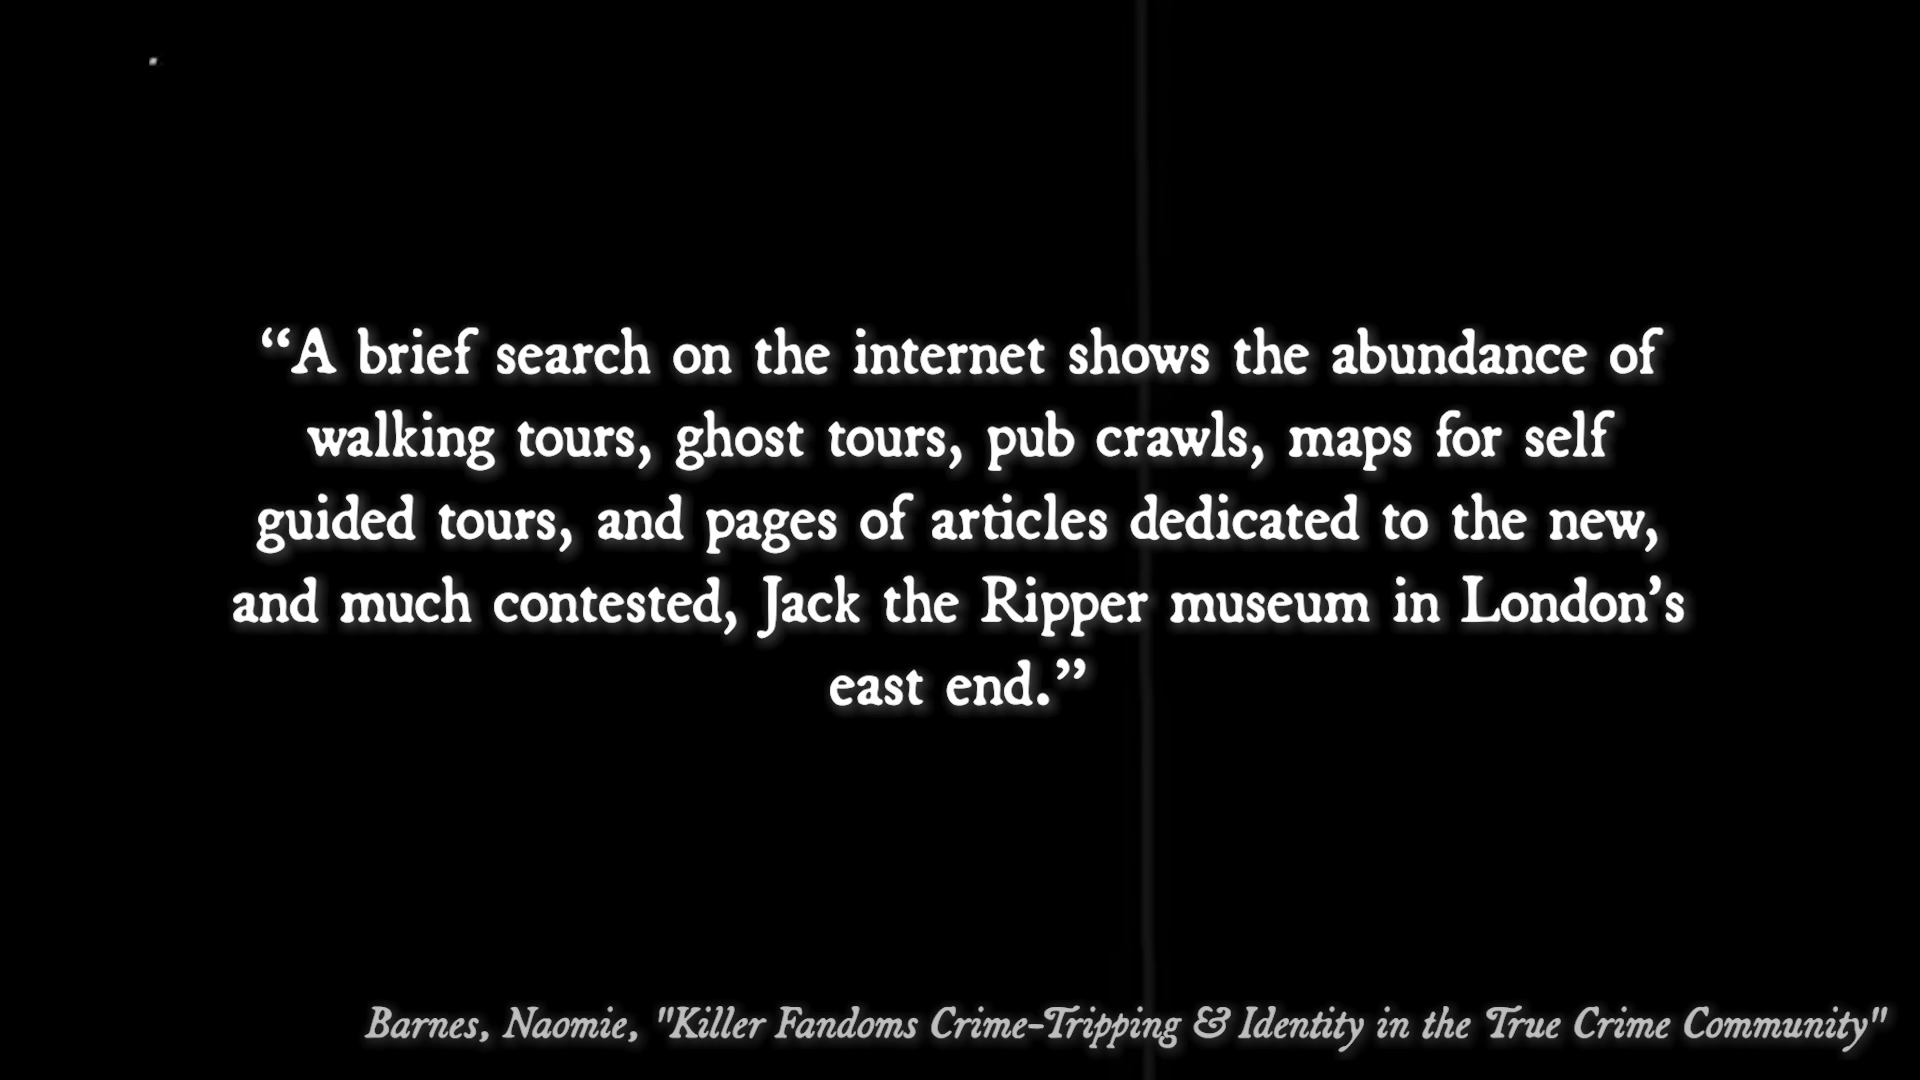 “A brief search on the internet shows the abundance of
walking tours, ghost tours, pub crawls, maps for self
guided tours, and pages of articles dedicated to the new,
and much contested, Jack the Ripper museum in London’s
east end.”
Barnes, Naomie, "Killer Fandoms Crime-Tripping & Identity in the True Crime Community"